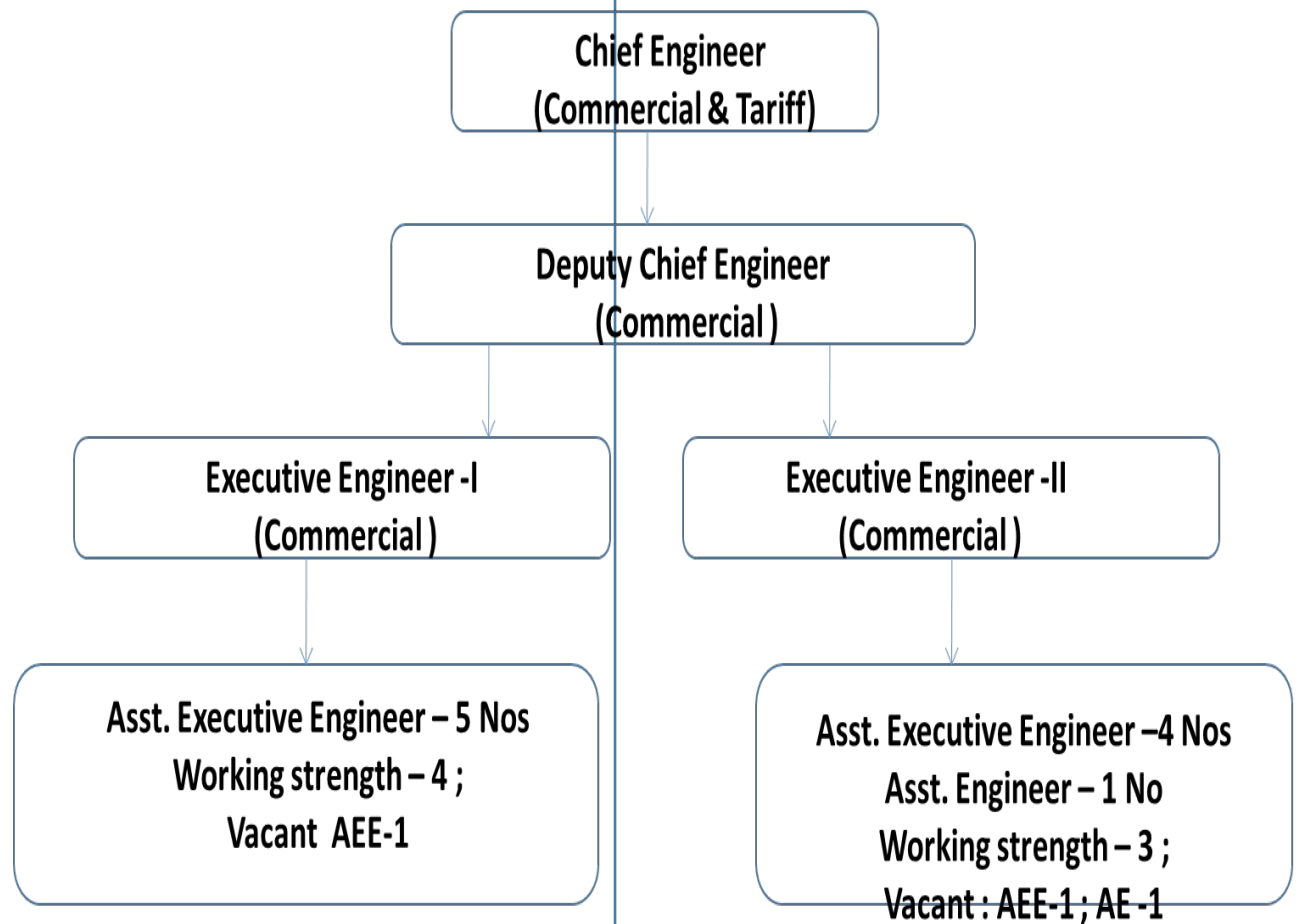 Chief Engineer
(Commercial & Tariff)
Deputy Chief Engineer
(Commercial )
Executive Engineer -I
(Commercial )
Executive Engineer -II
(Commercial )
Asst. Executive Engineer – 5 Nos
Working strength – 4 ;
Vacant  AEE-1
Asst. Executive Engineer –4 Nos
Asst. Engineer – 1 No
Working strength – 3 ;
Vacant : AEE-1 ; AE -1